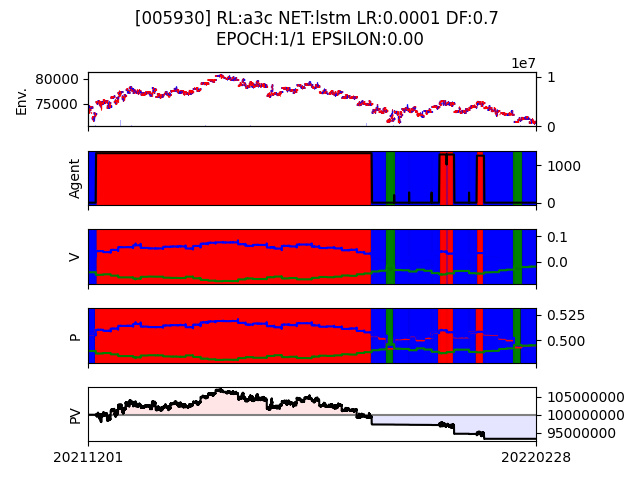 [005930] RL:a3c NET:lstm LR:0.0001 DF:0.7
EPOCH:1/1 EPSILON:0.00
1e7
Env.
80000
75000
1
0
Agent
1000
0
V
0.1
0.0
P
0.525
0.500
PV
105000000
100000000
95000000
20211201
20220228